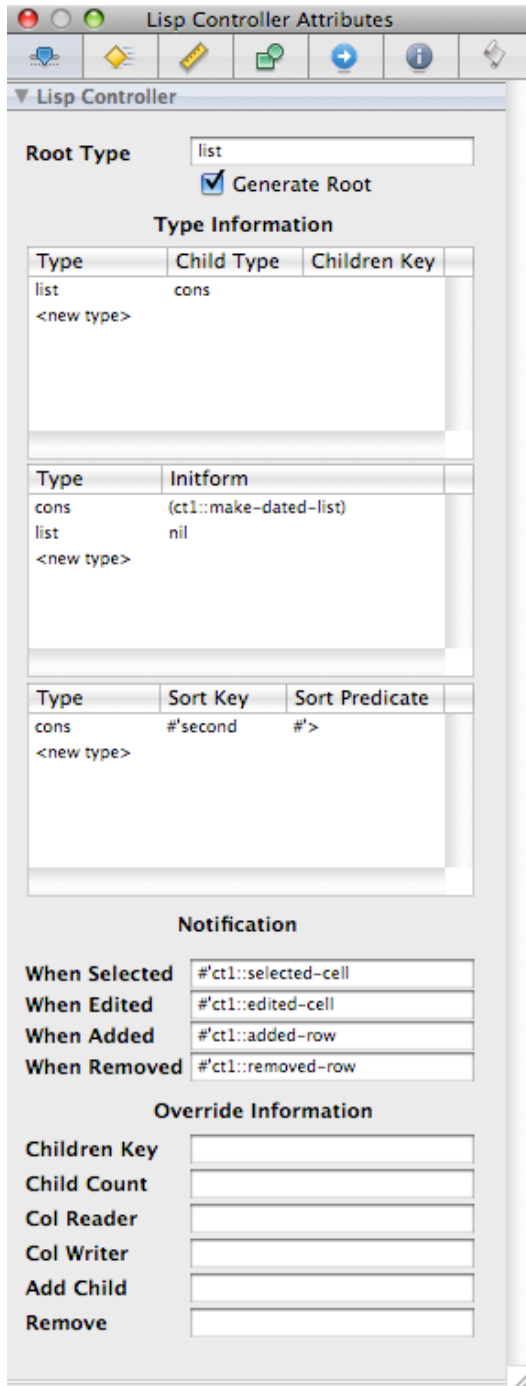 Lisp Controller Attributes
Lisp Controller
Root Type list
Generate Root
Type Information
Type Child Type Children Key
list cons
<new type>
Type Initform
cons (ct1::make-dated-list)
list nil
<new type>
Type Sort Key Sort Predicate
cons #'second #'>
<new type>
Notification
When Selected #'ct1::selected-cell
When Edited #'ct1::edited-cell
When Added #'ct1::added-row
When Removed #'ct1::removed-row
Override Information
Children Key
Child Count
Col Reader
Col Writer
Add Child
Remove